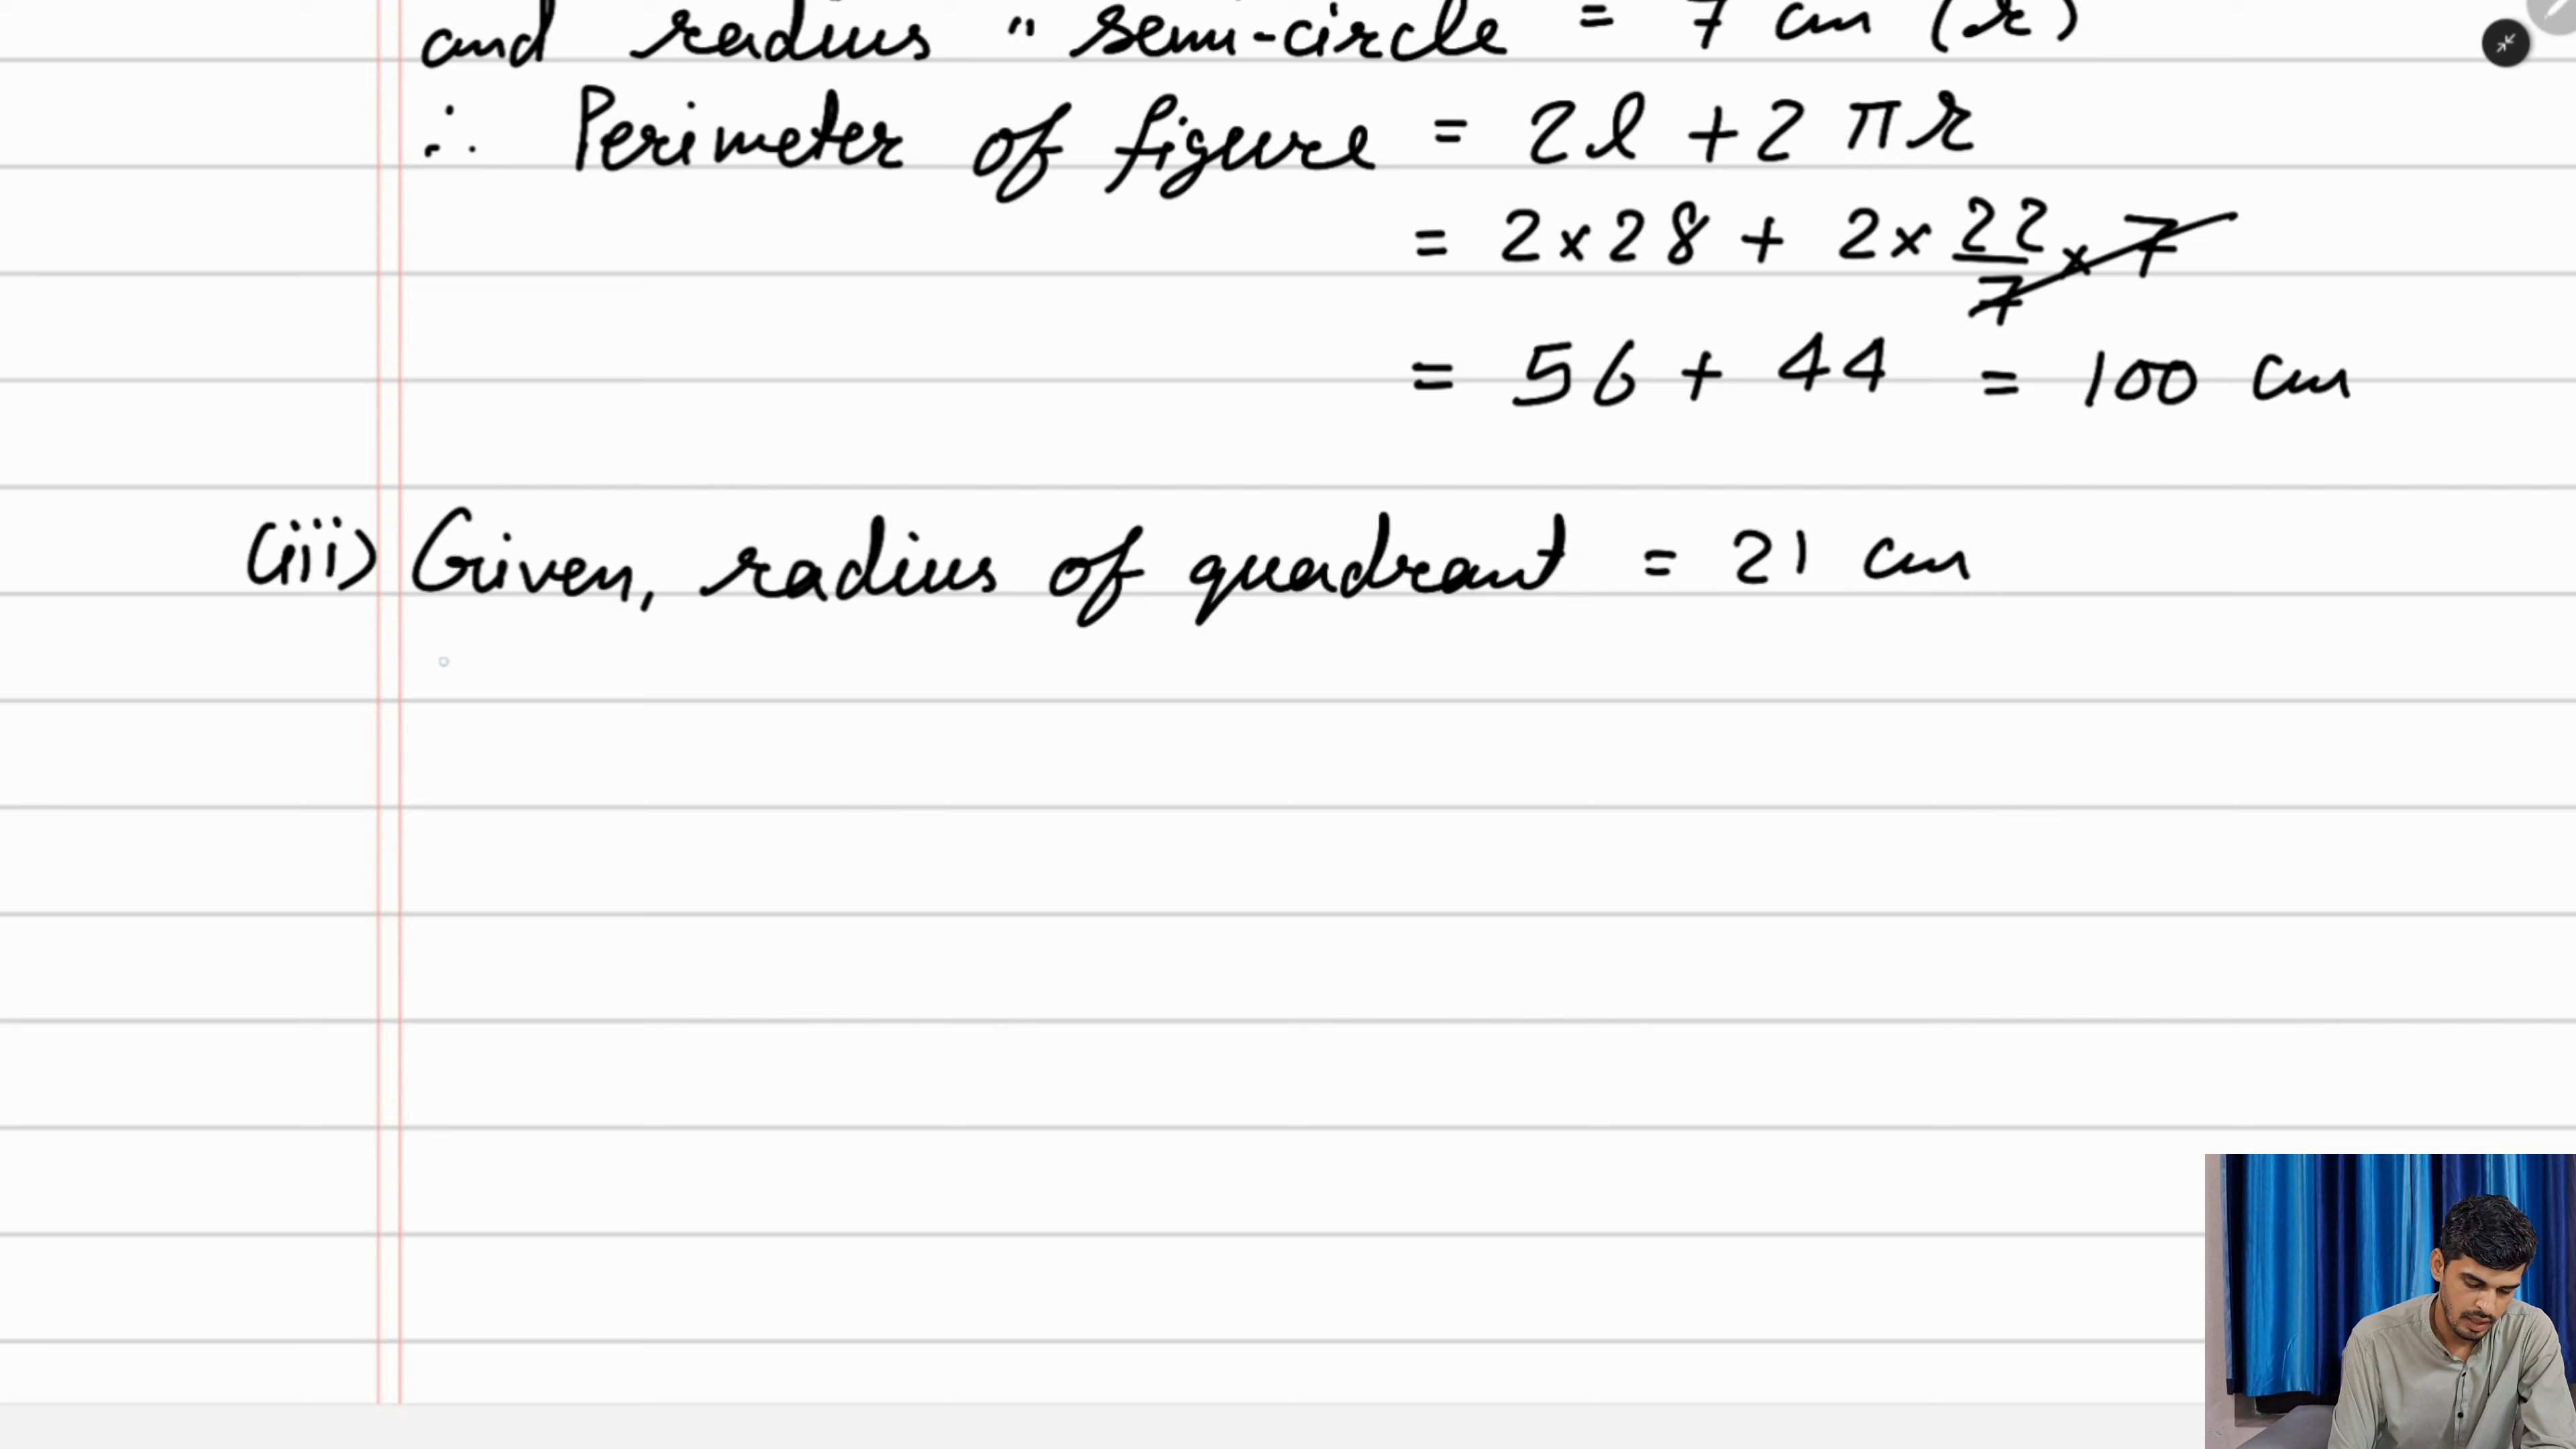 and radius " semi-circle = 7 cm (r)
∴ Perimeter of figure = 2l + 2πr
= 2×28 + 2×22/7×7
= 56 + 44 = 100 cm
(iii) Given, radius of quadrant = 21 cm